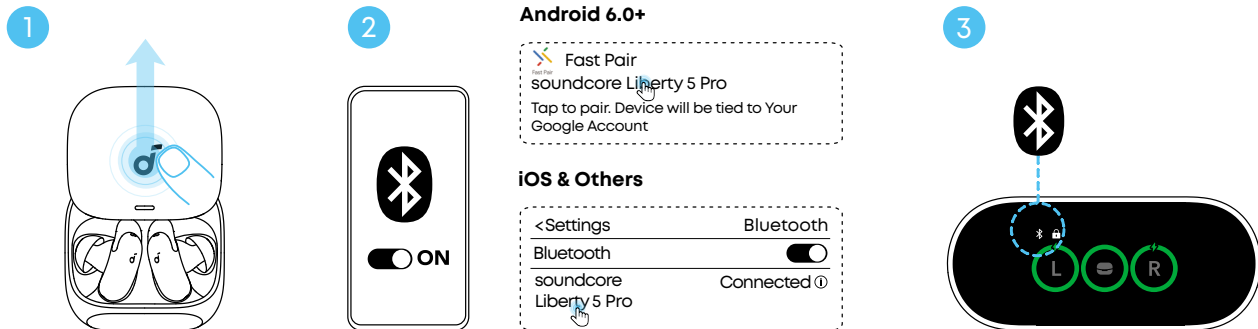 1
2
Android 6.0+
Fast Pair
Fast Pair
soundcore Liberty 5 Pro
Tap to pair. Device will be tied to Your
Google Account
ON
iOS & Others
<Settings Bluetooth
Bluetooth
soundcore Connected
Liberty 5 Pro
3
L R